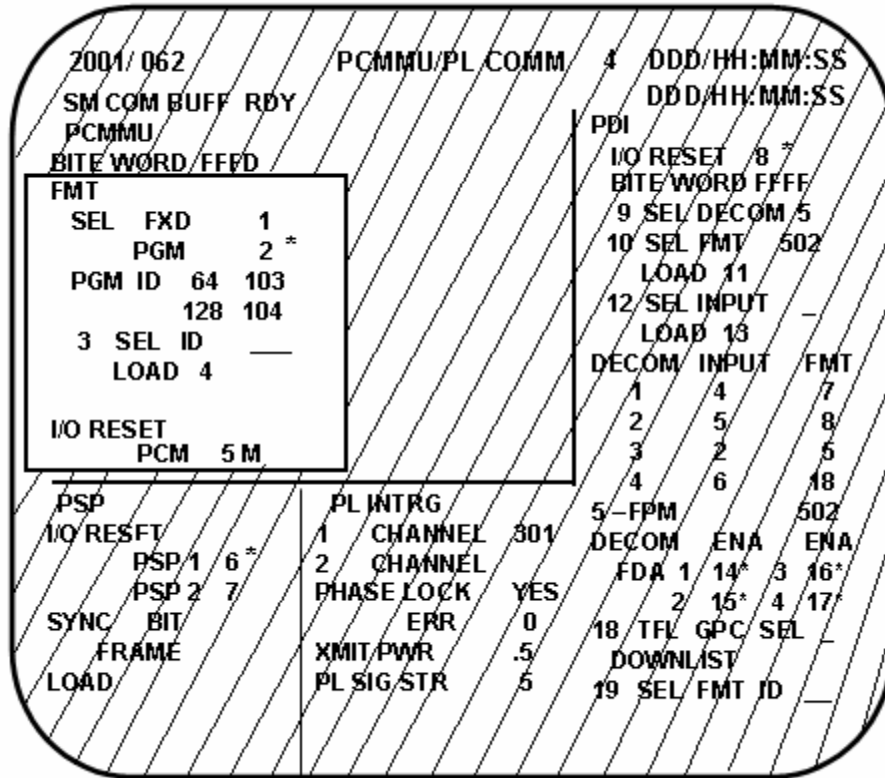 2001/ 062 PCMMU/PL COMM 4 DDD/HH:MM:SS
SM COM BUFF RDY DDD/HH:MM:SS
PCMMU
BITE WORD FFFD
FMT
SEL FXD 1
PGM 2 *
PGM ID 64 103
128 104
3 SEL ID ___
LOAD 4
I/O RESET
PCM 5 M
PDI
I/O RESET 8 *
BITE WORD FFFF
9 SEL DECOM 5
10 SEL FMT 502
LOAD 11
12 SEL INPUT _
LOAD 13
DECOM INPUT FMT
1 4 7
2 5 8
3 2 5
4 6 18
5 –FPM 502
DECOM ENA ENA
FDA 1 14* 3 16*
2 15* 4 17*
18 TFL GPC SEL _
DOWNLIST
19 SEL FMT ID __
PSP
I/O RESET
PSP 1 6 *
PSP 2 7
SYNC BIT
FRAME
LOAD
PL INTRG
1 CHANNEL 301
2 CHANNEL
PHASE LOCK YES
ERR 0
XMIT PWR .5
PL SIG STR 5